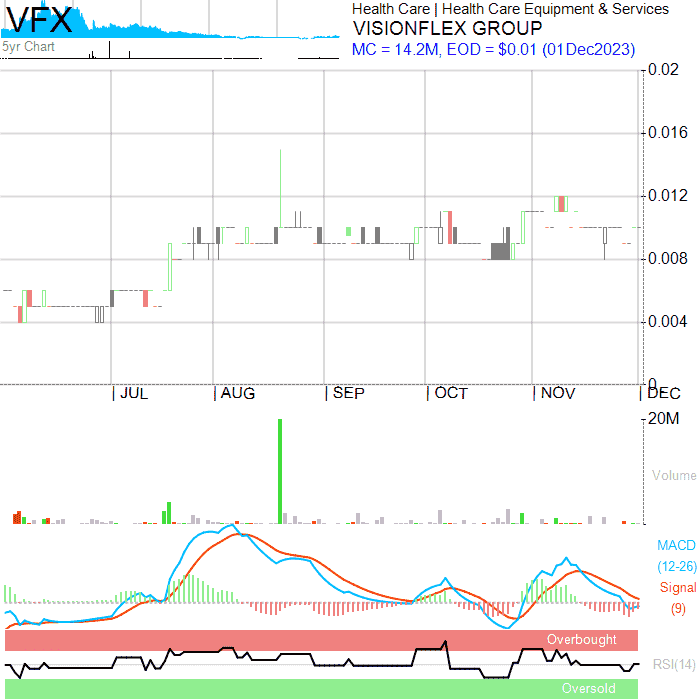 VFX
5yr Chart
Health Care | Health Care Equipment & Services
VISIONFLEX GROUP
MC = 14.2M, EOD = $0.01 (01Dec2023)
0.02
0.016
0.012
0.008
0.004
0
| JUL | AUG | SEP | OCT | NOV | DEC
20M
Volume
MACD
(12-26)
Signal
(9)
Overbought
RSI(14)
Oversold